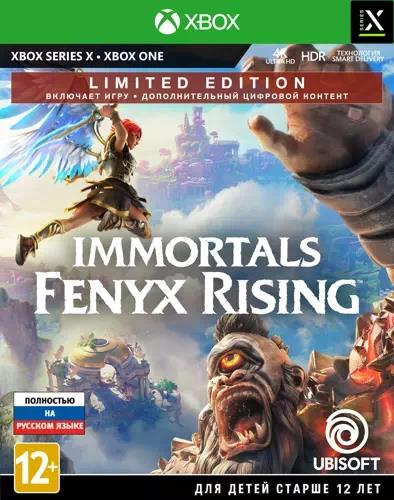 XBOX
SERIES
X
XBOX SERIES X • XBOX ONE
4K
ULTRA HD
HDR
ТЕХНОЛОГИЯ
SMART DELIVERY
LIMITED EDITION
ВКЛЮЧАЕТ ИГРУ • ДОПОЛНИТЕЛЬНЫЙ ЦИФРОВОЙ КОНТЕНТ
IMMORTALS
FENYX RISING
ПОЛНОСТЬЮ
НА
РУССКОМ ЯЗЫКЕ
12+
UBISOFT
ДЛЯ ДЕТЕЙ СТАРШЕ 12 ЛЕТ